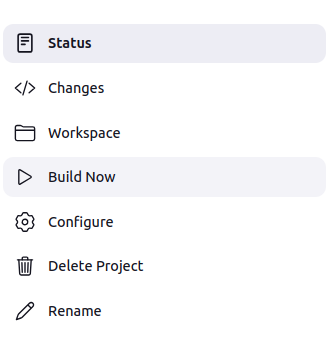 Status
Changes
Workspace
Build Now
Configure
Delete Project
Rename